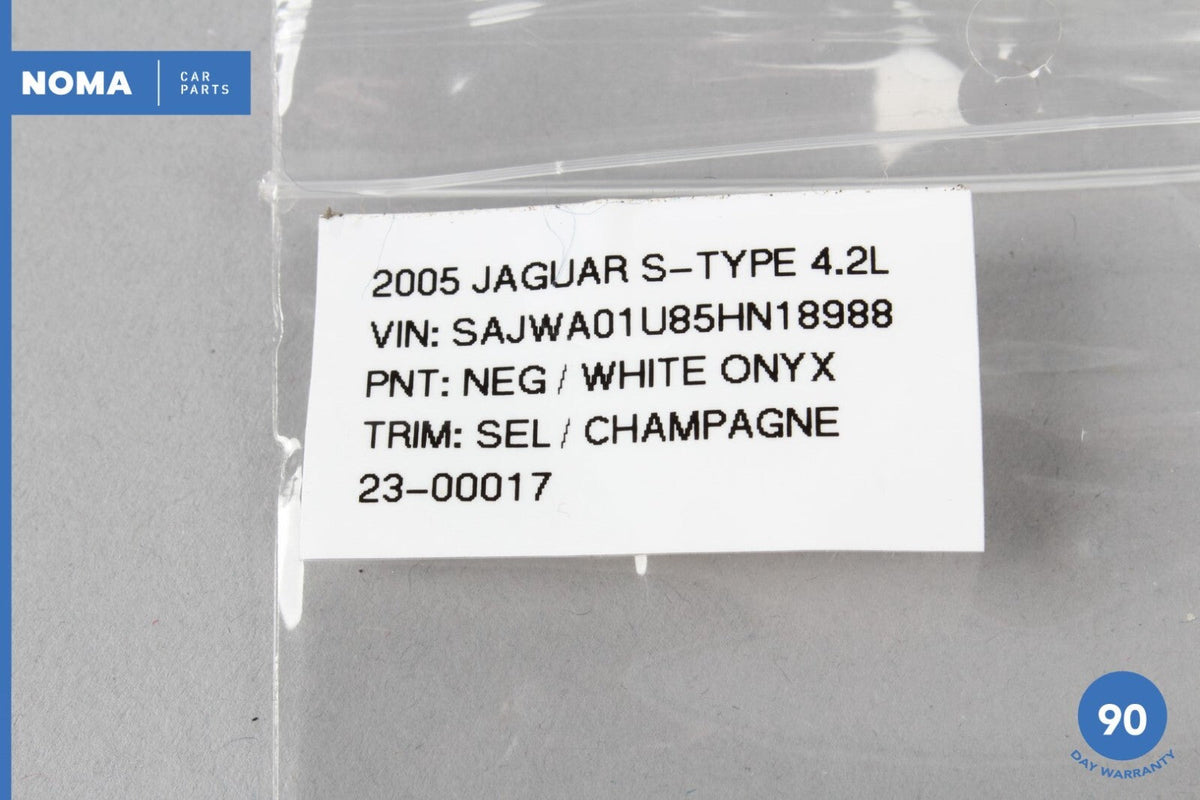 NOMA
CAR
PARTS
2005 JAGUAR S-TYPE 4.2L
VIN: SAJWA01U85HN18988
PNT: NEG / WHITE ONYX
TRIM: SEL / CHAMPAGNE
23-00017
90
DAY WARRANTY